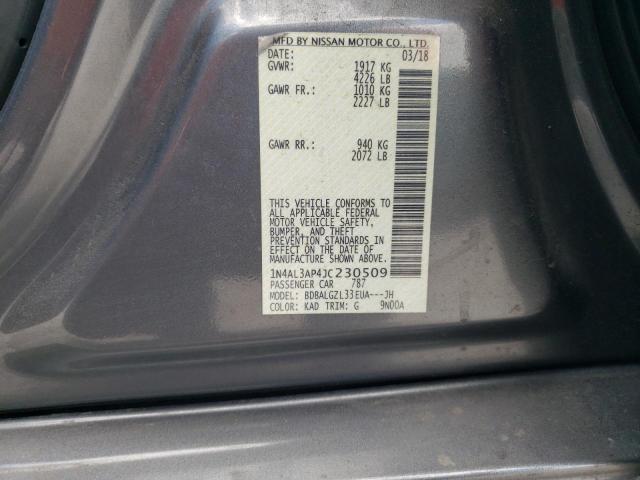 MFD BY NISSAN MOTOR CO., LTD.
DATE: 03/18
GVWR: 1917 KG
4226 LB
GAWR FR.: 1010 KG
2227 LB
GAWR RR.: 940 KG
2072 LB
THIS VEHICLE CONFORMS TO
ALL APPLICABLE FEDERAL
MOTOR VEHICLE SAFETY,
BUMPER, AND THEFT
PREVENTION STANDARDS IN
EFFECT ON THE DATE OF
MANUFACTURE SHOWN ABOVE.
1N4AL3AP4JC230509
PASSENGER CAR 787
MODEL: BDBALGZL33EUA---JH
COLOR: KAD TRIM: G 9N00A